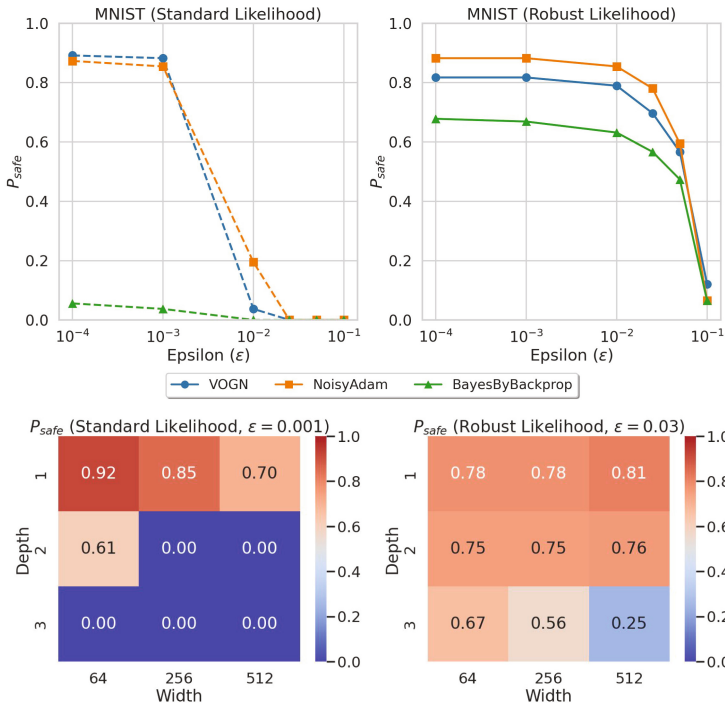 MNIST (Standard Likelihood)
1.0
0.8
0.6
0.4
0.2
0.0
P_safe
10⁻⁴ 10⁻³ 10⁻² 10⁻¹
Epsilon (ε)
MNIST (Robust Likelihood)
1.0
0.8
0.6
0.4
0.2
0.0
P_safe
10⁻⁴ 10⁻³ 10⁻² 10⁻¹
Epsilon (ε)
VOGN NoisyAdam BayesByBackprop
P_safe (Standard Likelihood, ε = 0.001)
Depth
1 0.92 0.85 0.70
2 0.61 0.00 0.00
3 0.00 0.00 0.00
64 256 512
Width
1.0
0.8
0.6
0.4
0.2
0.0
P_safe (Robust Likelihood, ε = 0.03)
Depth
1 0.78 0.78 0.81
2 0.75 0.75 0.76
3 0.67 0.56 0.25
64 256 512
Width
1.0
0.8
0.6
0.4
0.2
0.0